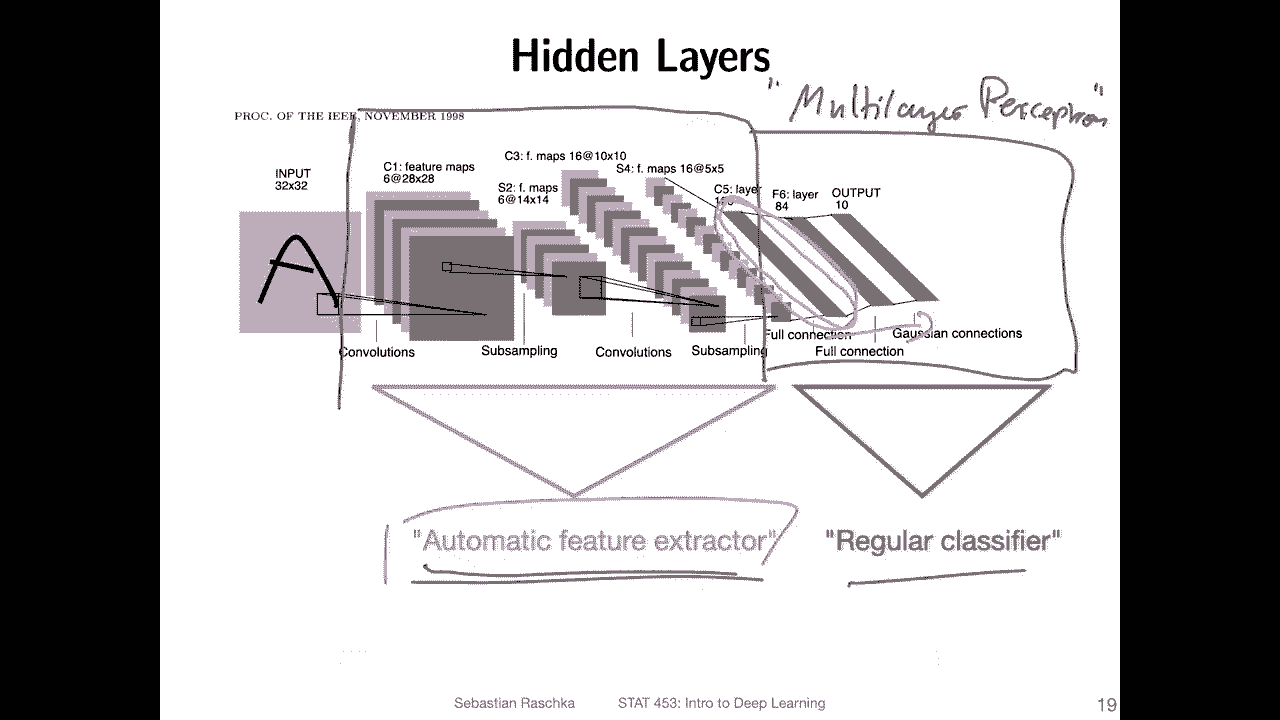 Hidden Layers
"Multilayer Perceptron"
PROC. OF THE IEEE, NOVEMBER 1998
INPUT
32x32
C1: feature maps
6@28x28
S2: f. maps
6@14x14
C3: f. maps 16@10x10
S4: f. maps 16@5x5
C5: layer
F6: layer
84
OUTPUT
10
A
Convolutions
Subsampling
Convolutions
Subsampling
Full connection
Full connection
Gaussian connections
"Automatic feature extractor"
"Regular classifier"
Sebastian Raschka
STAT 453: Intro to Deep Learning
19